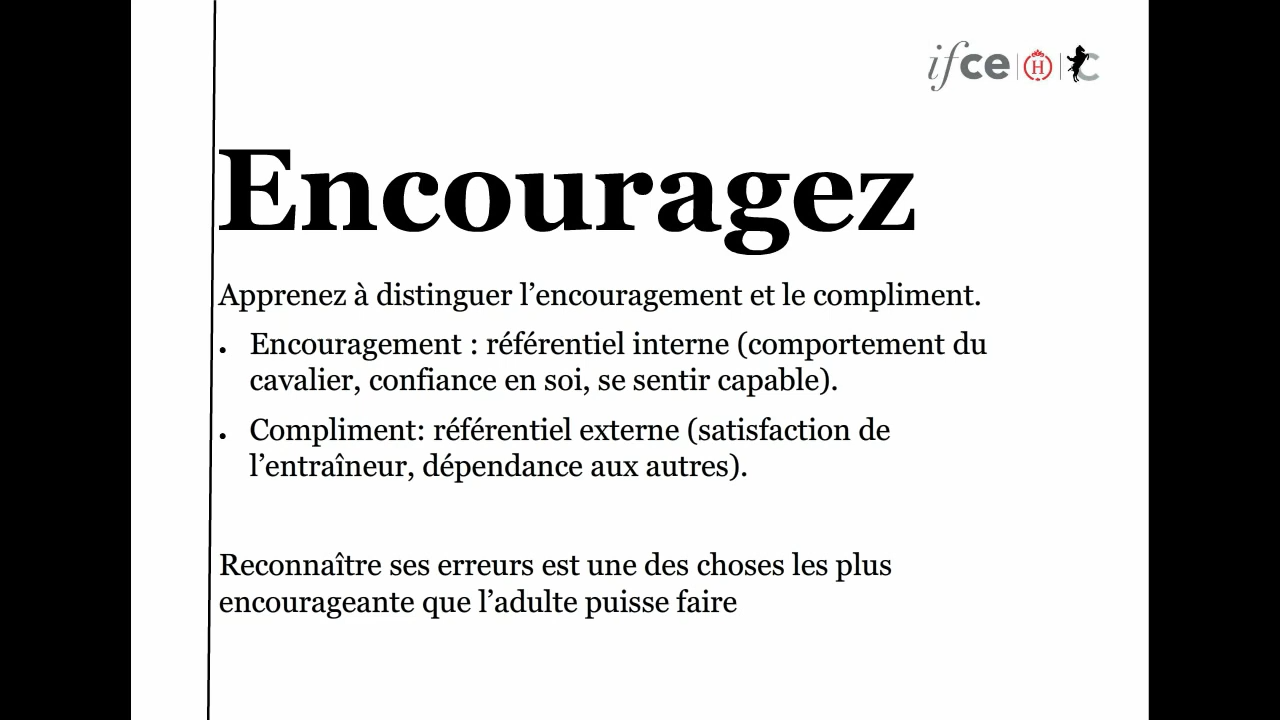 ifce | H | C
Encouragez
Apprenez à distinguer l’encouragement et le compliment.
• Encouragement : référentiel interne (comportement du
cavalier, confiance en soi, se sentir capable).
• Compliment: référentiel externe (satisfaction de
l’entraîneur, dépendance aux autres).
Reconnaître ses erreurs est une des choses les plus
encourageante que l’adulte puisse faire